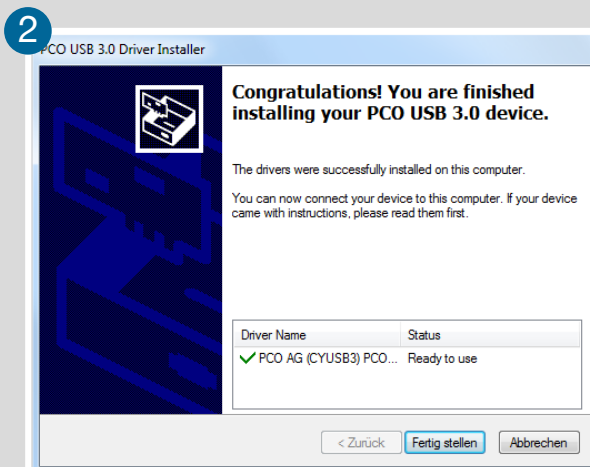 2
PCO USB 3.0 Driver Installer
Congratulations! You are finished
installing your PCO USB 3.0 device.
The drivers were successfully installed on this computer.
You can now connect your device to this computer. If your device
came with instructions, please read them first.
Driver Name Status
PCO AG (CYUSB3) PCO... Ready to use
< Zurück Fertig stellen Abbrechen